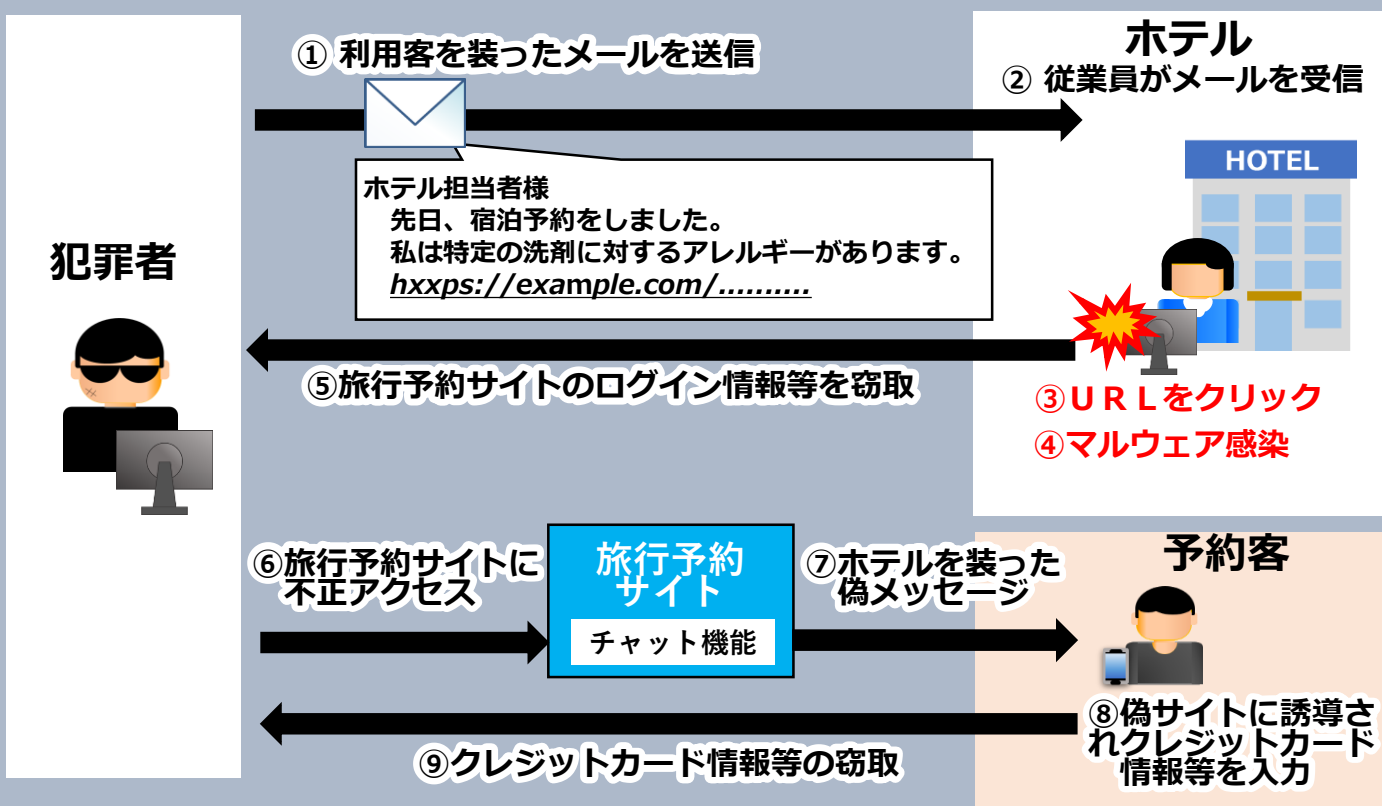 ① 利用客を装ったメールを送信
ホテル
② 従業員がメールを受信
HOTEL
ホテル担当者様
先日、宿泊予約をしました。
私は特定の洗剤に対するアレルギーがあります。
hxxps://example.com/..........
犯罪者
⑤旅行予約サイトのログイン情報等を窃取
③ＵＲＬをクリック
④マルウェア感染
⑥旅行予約サイトに
不正アクセス
旅行予約
サイト
チャット機能
⑦ホテルを装った
偽メッセージ
予約客
⑧偽サイトに誘導さ
れクレジットカード
情報等を入力
⑨クレジットカード情報等の窃取